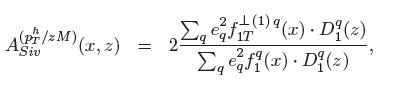 A_{Siv}^{(p_T^h/zM)}(x, z) = 2 \frac{\sum_q e_q^2 f_{1T}^{\perp(1)q}(x) \cdot D_1^q(z)}{\sum_q e_q^2 f_1^q(x) \cdot D_1^q(z)},